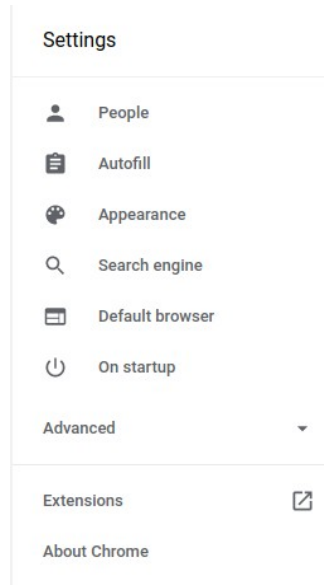 Settings
People
Autofill
Appearance
Search engine
Default browser
On startup
Advanced
Extensions
About Chrome